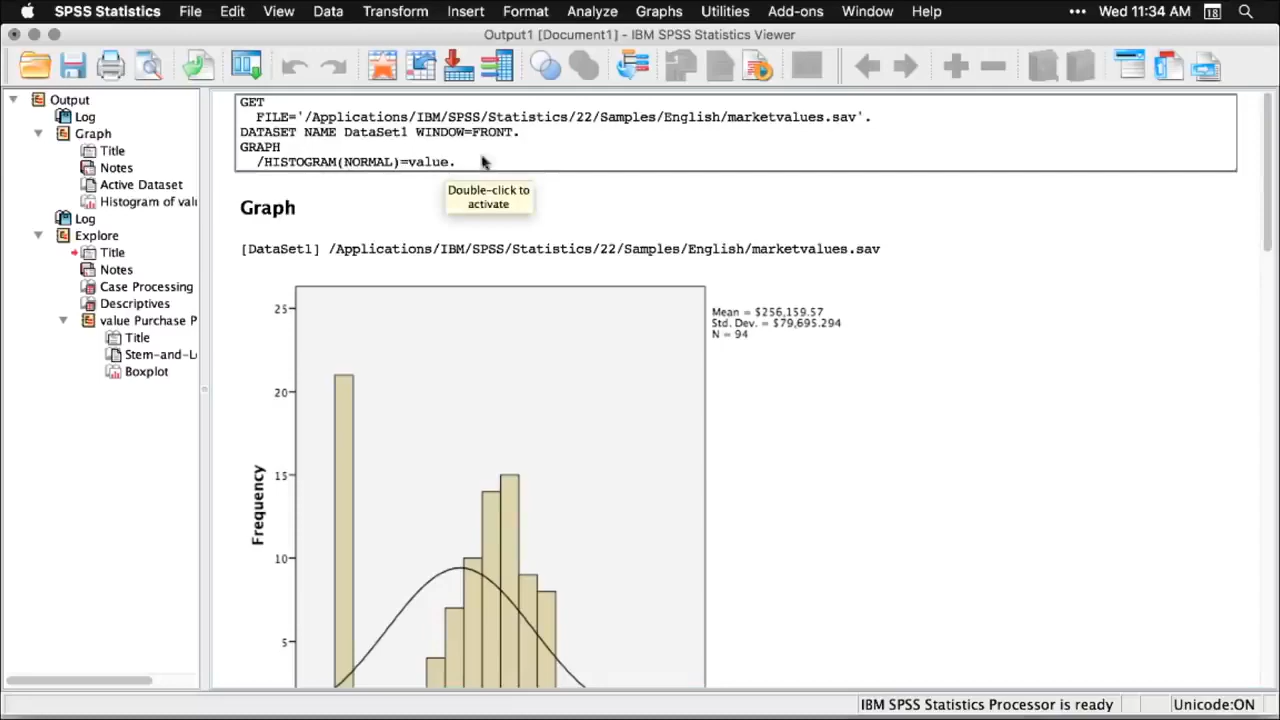 SPSS Statistics File Edit View Data Transform Insert Format Analyze Graphs Utilities Add-ons Window Help Wed 11:34 AM 18
Output1 [Document1] - IBM SPSS Statistics Viewer
Output
Log
Graph
Title
Notes
Active Dataset
Histogram of valu
Log
Explore
Title
Notes
Case Processing
Descriptives
value Purchase P
Title
Stem-and-L
Boxplot
GET
FILE='/Applications/IBM/SPSS/Statistics/22/Samples/English/marketvalues.sav'.
DATASET NAME DataSet1 WINDOW=FRONT.
GRAPH
/HISTOGRAM(NORMAL)=value.
Double-click to
activate
Graph
[DataSet1] /Applications/IBM/SPSS/Statistics/22/Samples/English/marketvalues.sav
25
20
15
10
5
Frequency
Mean = $256,159.57
Std. Dev. = $79,695.294
N = 94
IBM SPSS Statistics Processor is ready Unicode:ON